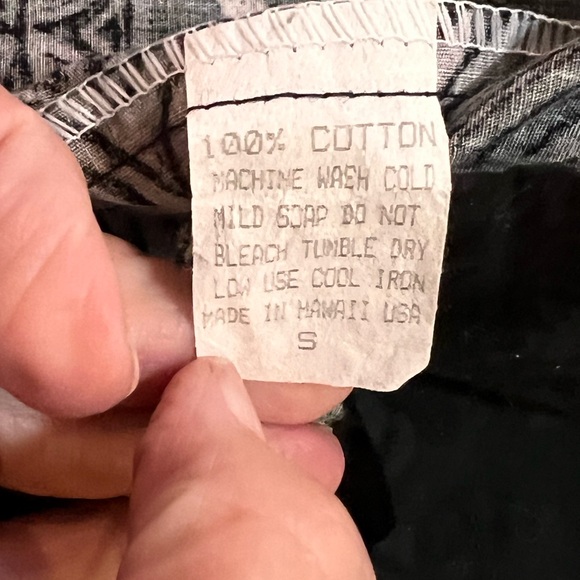 100% COTTON
MACHINE WASH COLD
MILD SOAP DO NOT
BLEACH TUMBLE DRY
LOW USE COOL IRON
MADE IN HAWAII USA
S